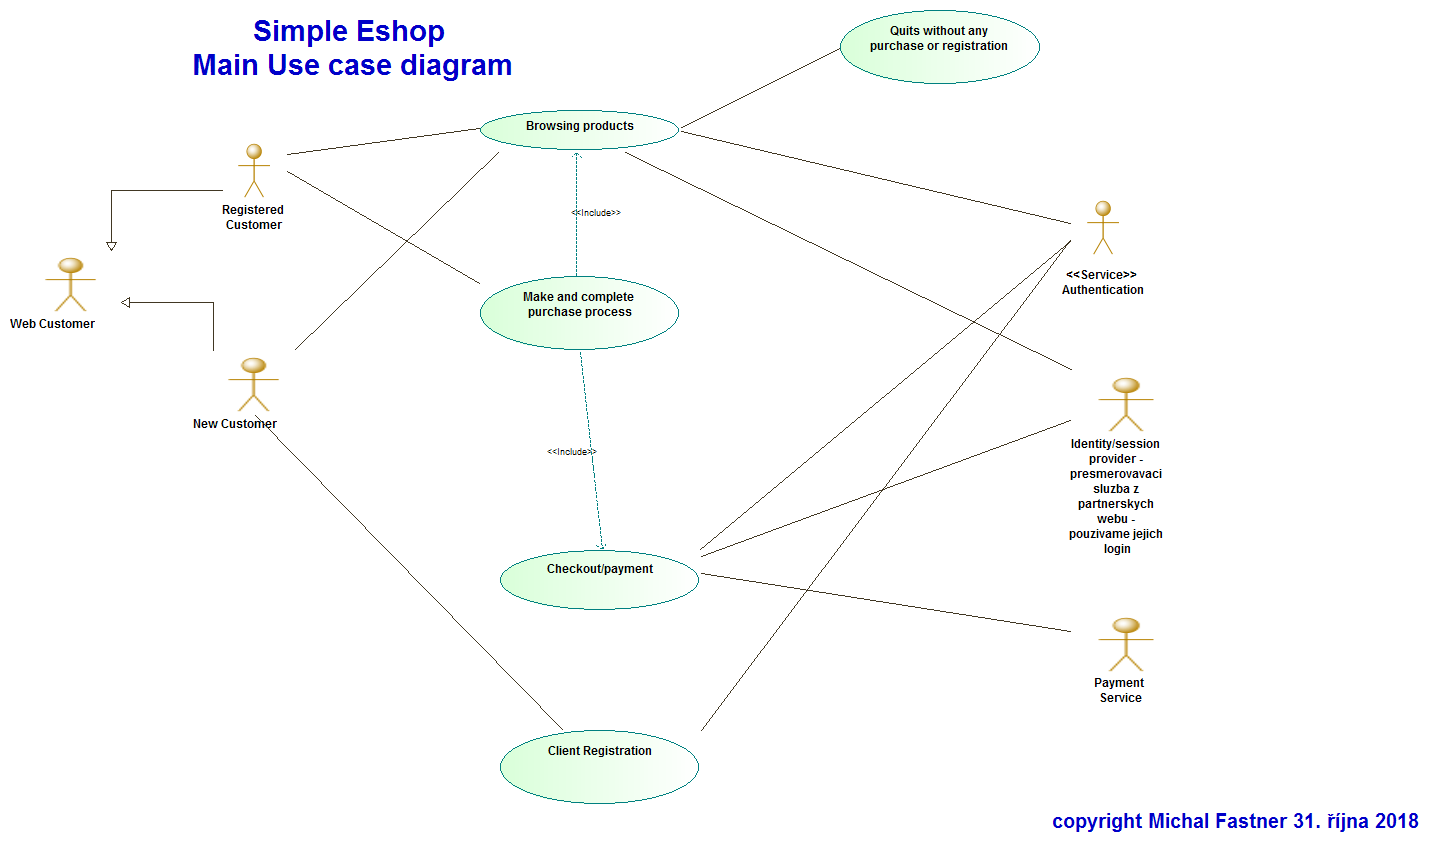 Simple Eshop
Main Use case diagram
Quits without any
purchase or registration
Browsing products
Registered
Customer
<<Include>>
<<Service>>
Authentication
Web Customer
Make and complete
purchase process
New Customer
<<Include>>
Identity/session
provider -
presmerovavaci
sluzba z
partnerskych
webu -
pouzivame jejich
login
Checkout/payment
Payment
Service
Client Registration
copyright Michal Fastner 31. října 2018